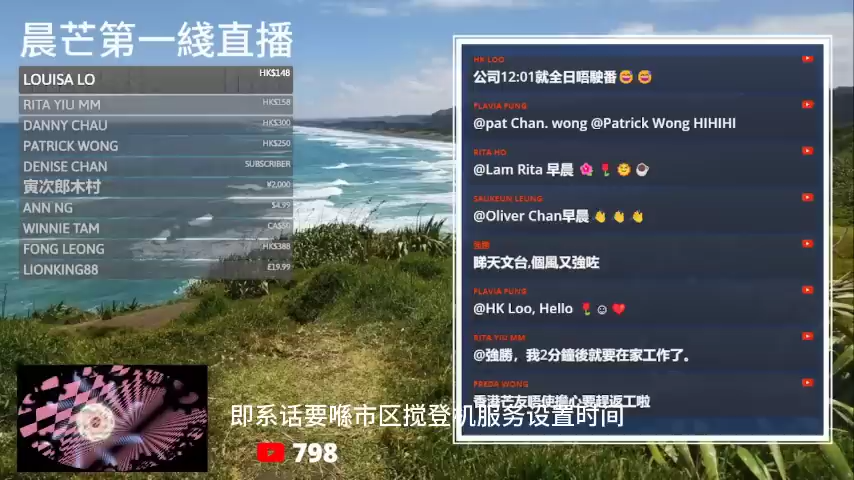 晨芒第一綫直播
LOUISA LO HK$148
RITA YIU MM HK$158
DANNY CHAU HK$300
PATRICK WONG HK$250
DENISE CHAN SUBSCRIBER
寅次郎木村 ¥2,000
ANN NG $4.99
WINNIE TAM CA$50
FONG LEONG HK$388
LIONKING88 £19.99
HK LOO
公司12:01就全日唔駛番
FLAVIA FUNG
@pat Chan. wong @Patrick Wong HIHIHI
RITA HO
@Lam Rita 早晨
SAUKEUN LEUNG
@Oliver Chan早晨
強勝
睇天文台,個風又強咗
FLAVIA FUNG
@HK Loo, Hello
RITA YIU MM
@強勝，我2分鐘後就要在家工作了。
WONG
香港芒友唔使擔心要趕返工啦
即系话要喺市区搅登机服务设置时间
798